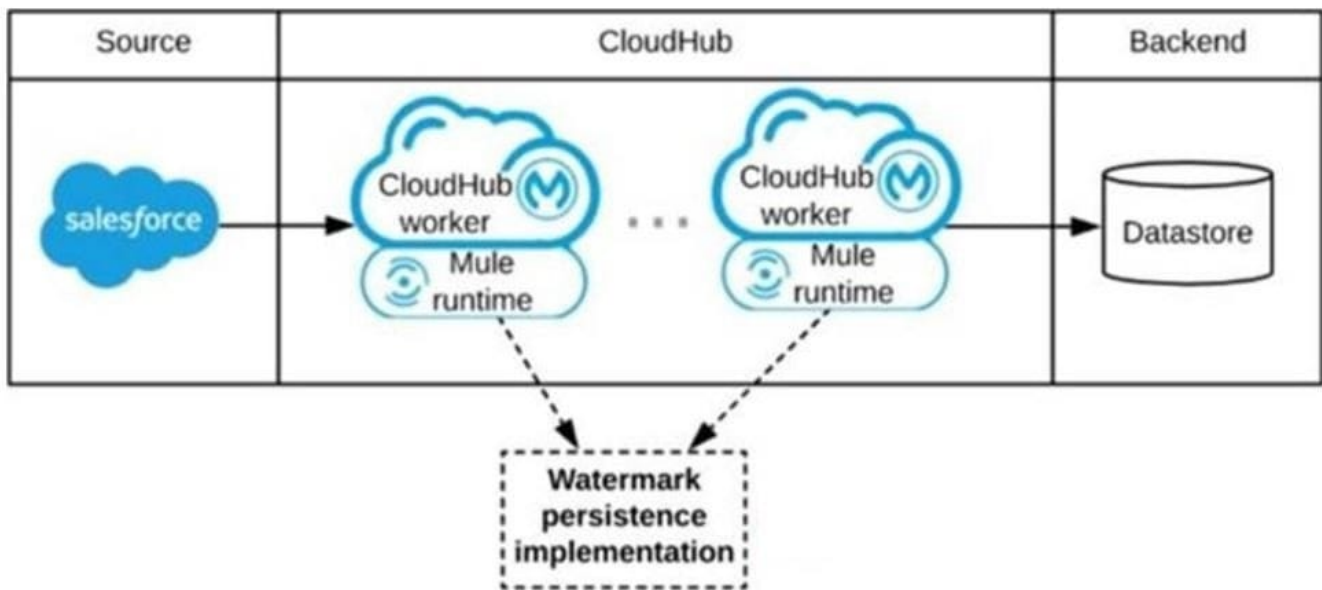 Source
CloudHub
Backend
salesforce
CloudHub
worker
Mule
runtime
CloudHub
worker
Mule
runtime
Datastore
Watermark
persistence
implementation